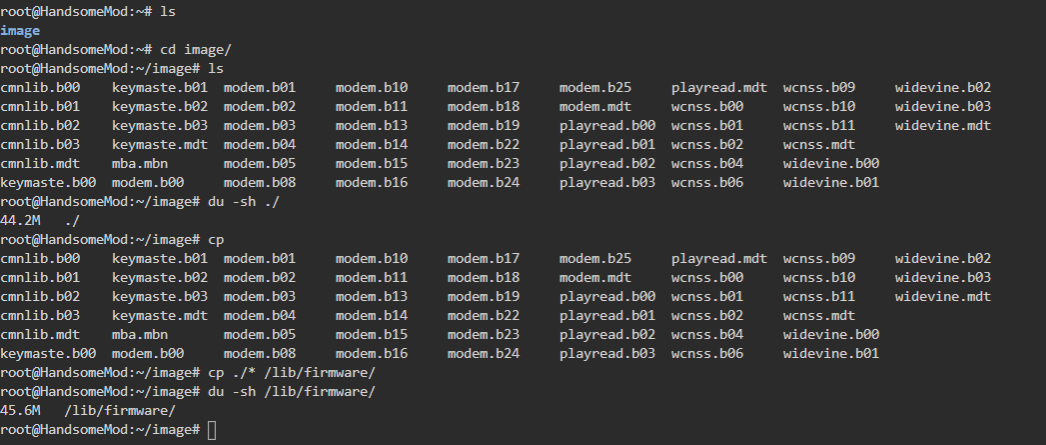 root@HandsomeMod:~# ls
image
root@HandsomeMod:~# cd image/
root@HandsomeMod:~/image# ls
cmnlib.b00    keymaste.b01  modem.b01     modem.b10     modem.b17     modem.b25     playread.mdt  wcnss.b09     widevine.b02
cmnlib.b01    keymaste.b02  modem.b02     modem.b11     modem.b18     modem.mdt     wcnss.b00     wcnss.b10     widevine.b03
cmnlib.b02    keymaste.b03  modem.b03     modem.b13     modem.b19     playread.b00  wcnss.b01     wcnss.b11     widevine.mdt
cmnlib.b03    keymaste.mdt  modem.b04     modem.b14     modem.b22     playread.b01  wcnss.b02     wcnss.mdt
cmnlib.mdt    mba.mbn       modem.b05     modem.b15     modem.b23     playread.b02  wcnss.b04     widevine.b00
keymaste.b00  modem.b00     modem.b08     modem.b16     modem.b24     playread.b03  wcnss.b06     widevine.b01
root@HandsomeMod:~/image# du -sh ./
44.2M   ./
root@HandsomeMod:~/image# cp
cmnlib.b00    keymaste.b01  modem.b01     modem.b10     modem.b17     modem.b25     playread.mdt  wcnss.b09     widevine.b02
cmnlib.b01    keymaste.b02  modem.b02     modem.b11     modem.b18     modem.mdt     wcnss.b00     wcnss.b10     widevine.b03
cmnlib.b02    keymaste.b03  modem.b03     modem.b13     modem.b19     playread.b00  wcnss.b01     wcnss.b11     widevine.mdt
cmnlib.b03    keymaste.mdt  modem.b04     modem.b14     modem.b22     playread.b01  wcnss.b02     wcnss.mdt
cmnlib.mdt    mba.mbn       modem.b05     modem.b15     modem.b23     playread.b02  wcnss.b04     widevine.b00
keymaste.b00  modem.b00     modem.b08     modem.b16     modem.b24     playread.b03  wcnss.b06     widevine.b01
root@HandsomeMod:~/image# cp ./* /lib/firmware/
root@HandsomeMod:~/image# du -sh /lib/firmware/
45.6M   /lib/firmware/
root@HandsomeMod:~/image#